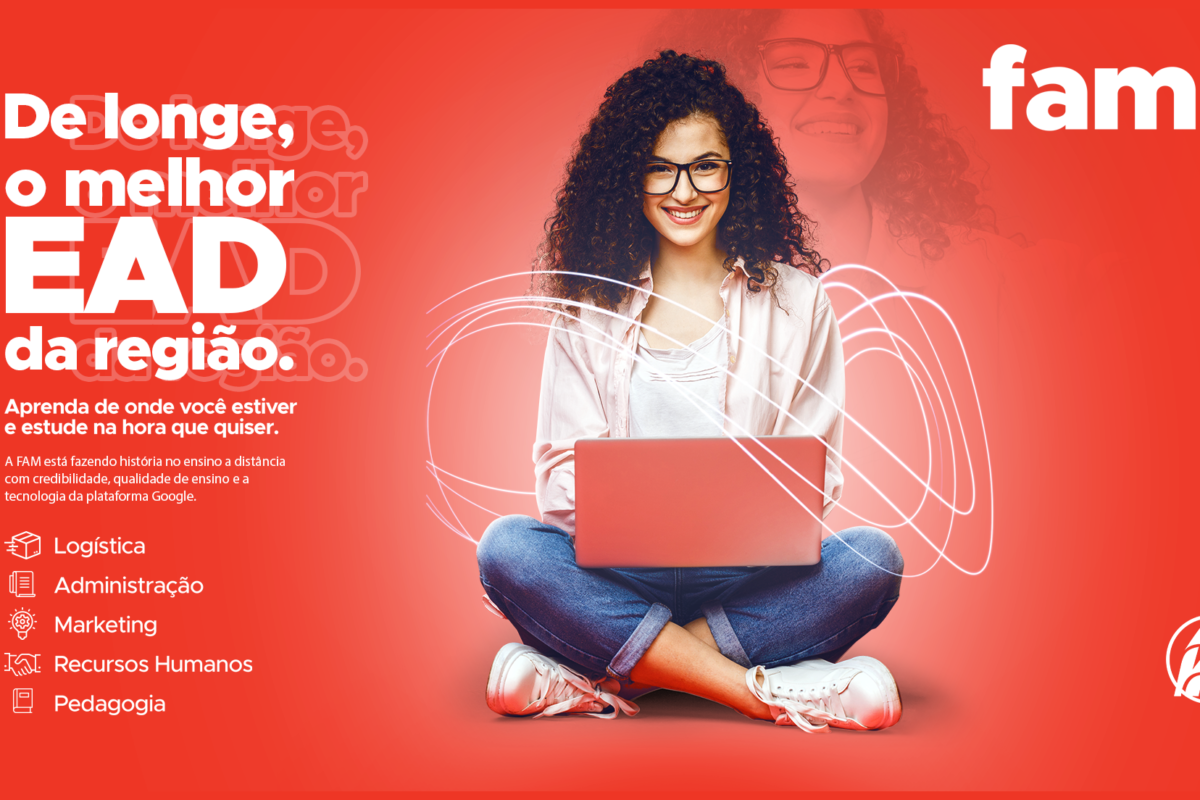 De longe,
o melhor
EAD
da região.
Aprenda de onde você estiver
e estude na hora que quiser.
A FAM está fazendo história no ensino a distância
com credibilidade, qualidade de ensino e a
tecnologia da plataforma Google.
Logística
Administração
Marketing
Recursos Humanos
Pedagogia
fam